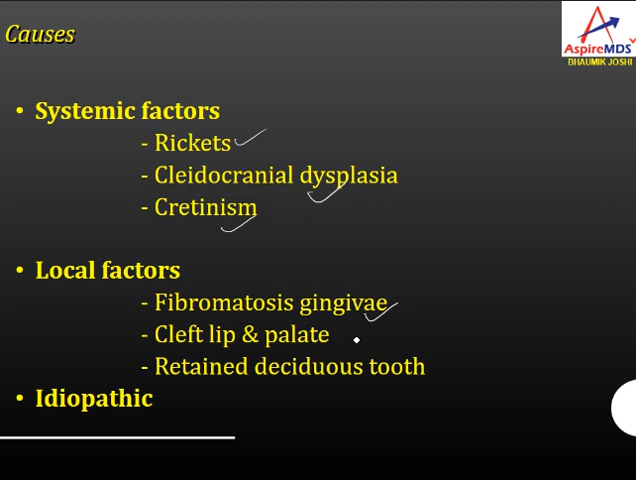 Causes
AspireMDS
BHAUMIK JOSHI
• Systemic factors
- Rickets
- Cleidocranial dysplasia
- Cretinism
• Local factors
- Fibromatosis gingivae
- Cleft lip & palate
- Retained deciduous tooth
• Idiopathic